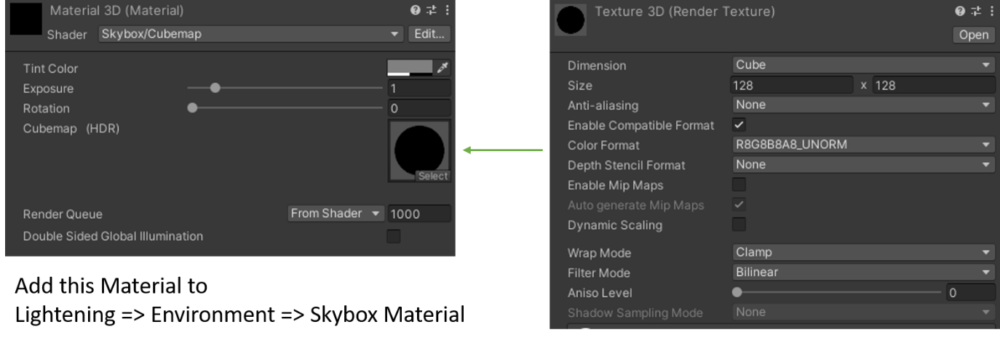 Material 3D (Material)
Shader Skybox/Cubemap Edit...
Tint Color
Exposure 1
Rotation 0
Cubemap (HDR)
Select
Render Queue From Shader 1000
Double Sided Global Illumination
Add this Material to
Lightening => Environment => Skybox Material
Texture 3D (Render Texture)
Open
Dimension Cube
Size 128 x 128
Anti-aliasing None
Enable Compatible Format
Color Format R8G8B8A8_UNORM
Depth Stencil Format None
Enable Mip Maps
Auto generate Mip Maps
Dynamic Scaling
Wrap Mode Clamp
Filter Mode Bilinear
Aniso Level 0
Shadow Sampling Mode None